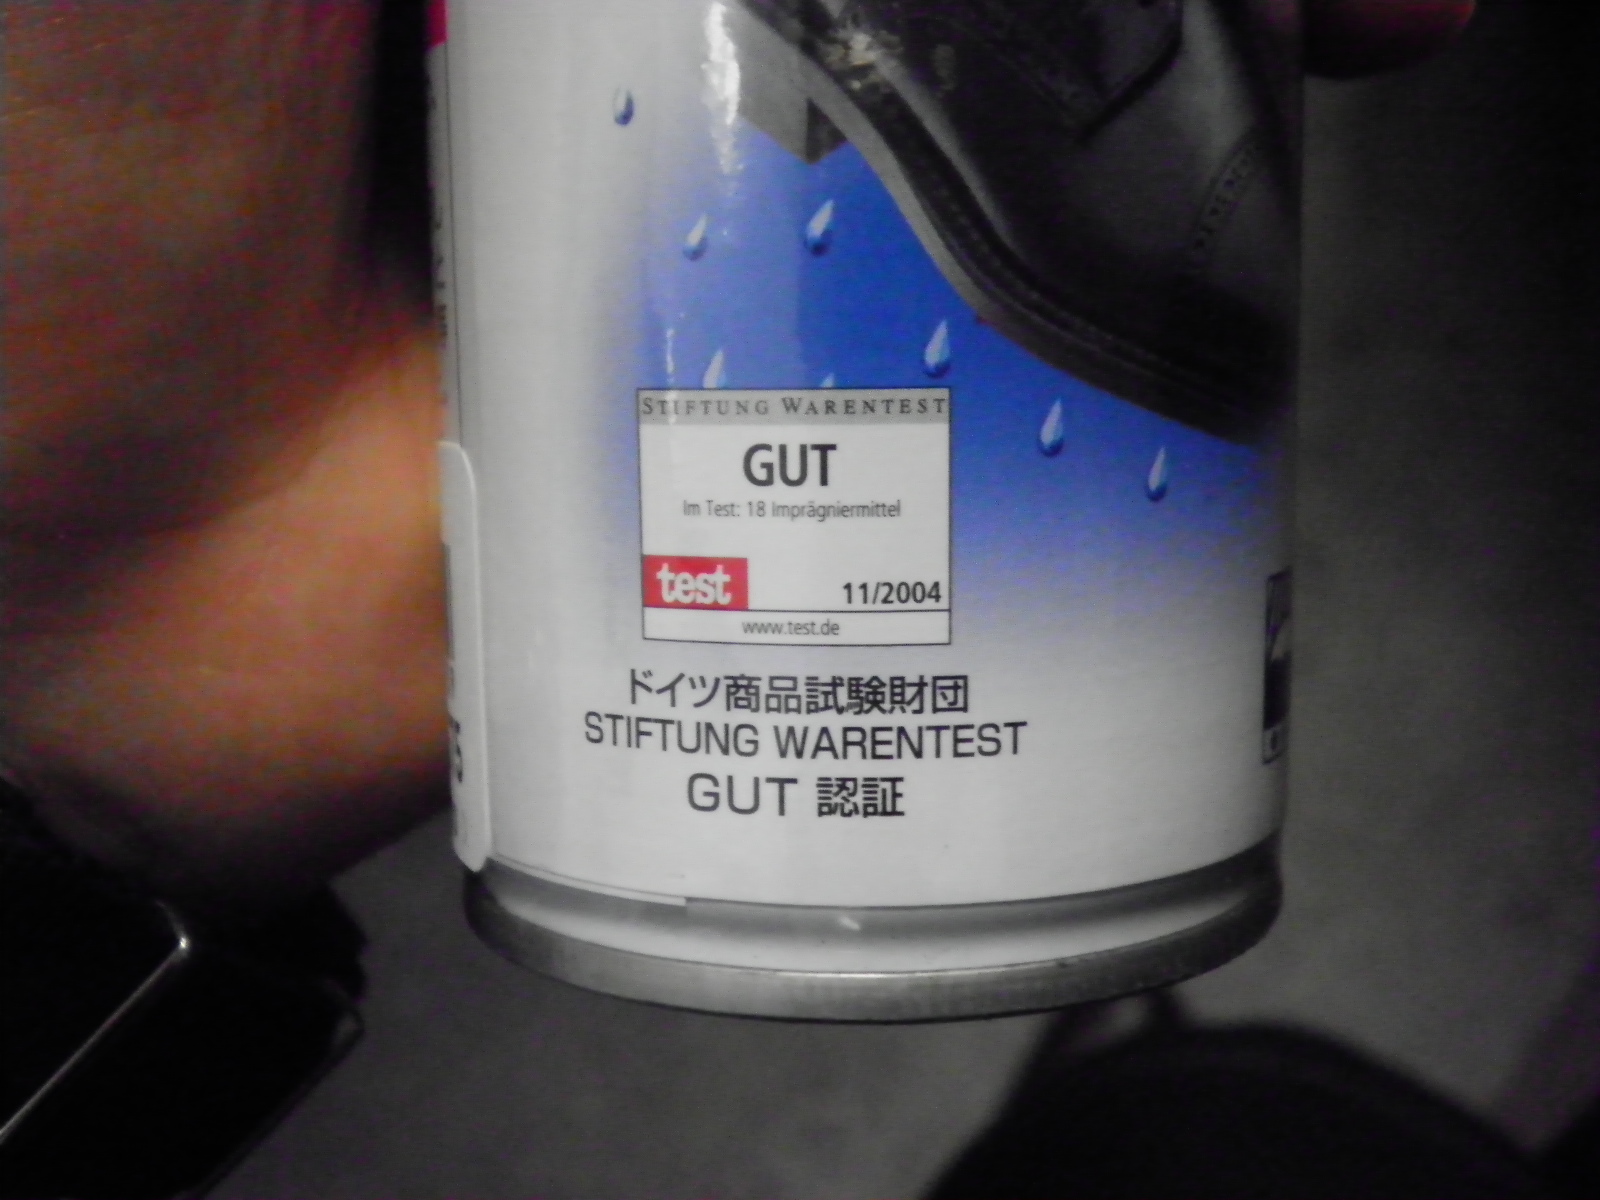 STIFTUNG WARENTEST
GUT
Im Test: 18 Imprägniermittel
test
11/2004
www.test.de
ドイツ商品試験財団
STIFTUNG WARENTEST
GUT 認証